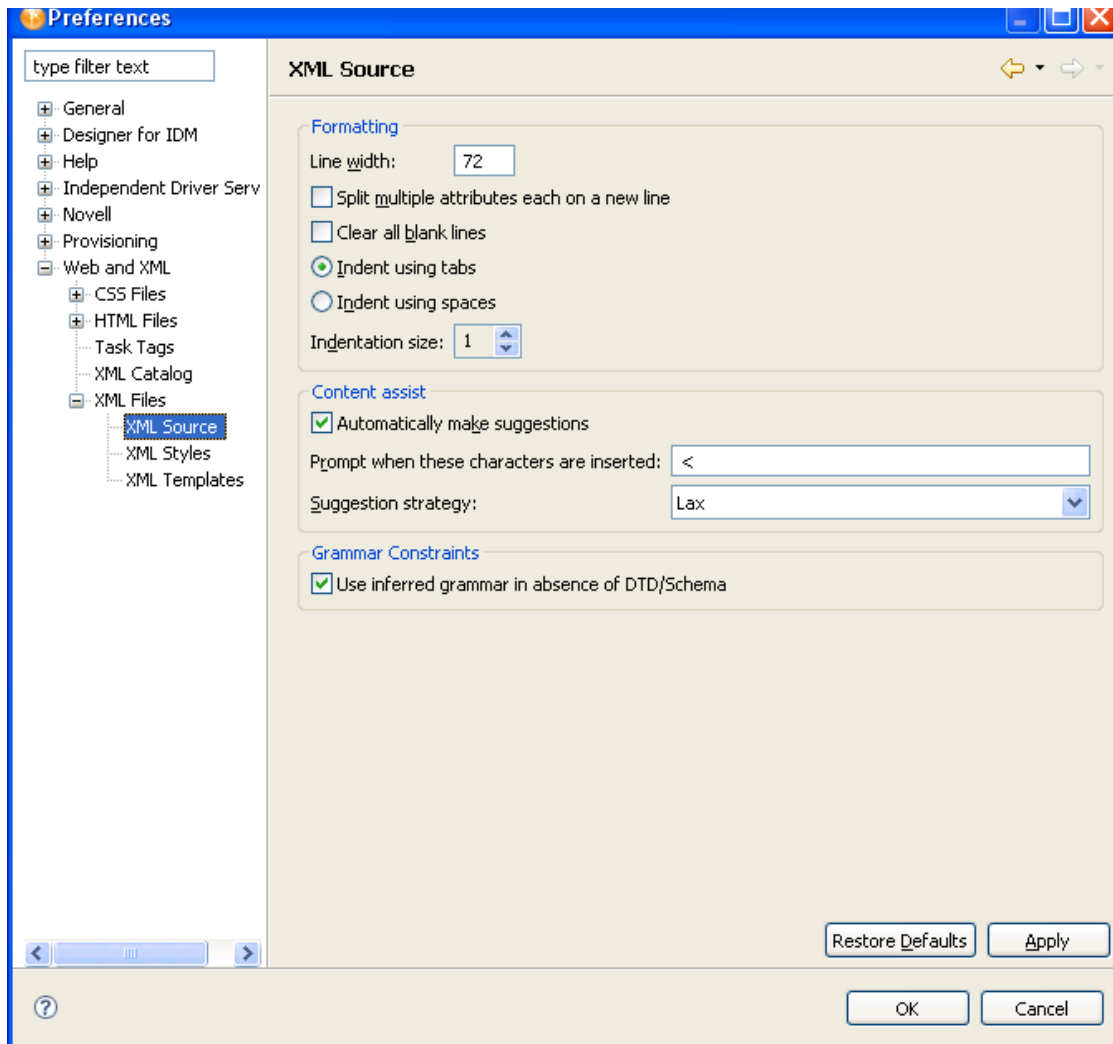 Preferences
type filter text
General
Designer for IDM
Help
Independent Driver Serv
Novell
Provisioning
Web and XML
CSS Files
HTML Files
Task Tags
XML Catalog
XML Files
XML Source
XML Styles
XML Templates
XML Source
Formatting
Line width: 72
Split multiple attributes each on a new line
Clear all blank lines
Indent using tabs
Indent using spaces
Indentation size: 1
Content assist
Automatically make suggestions
Prompt when these characters are inserted: <
Suggestion strategy: Lax
Grammar Constraints
Use inferred grammar in absence of DTD/Schema
Restore Defaults Apply
? OK Cancel